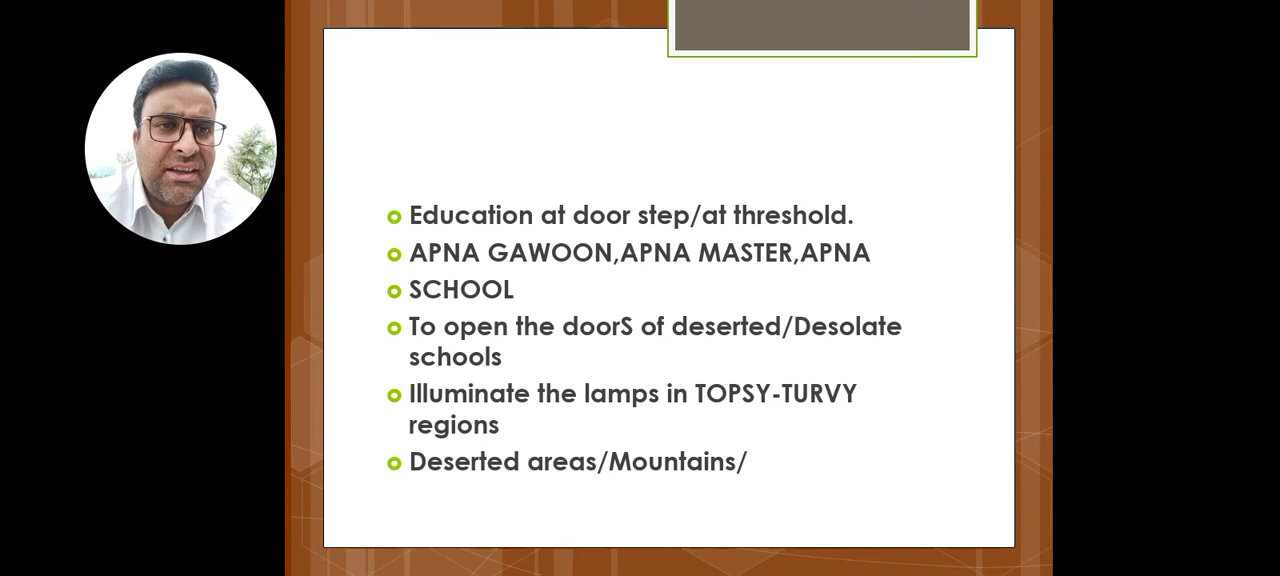 Education at door step/at threshold.
APNA GAWOON,APNA MASTER,APNA
SCHOOL
To open the doorS of deserted/Desolate
schools
Illuminate the lamps in TOPSY-TURVY
regions
Deserted areas/Mountains/